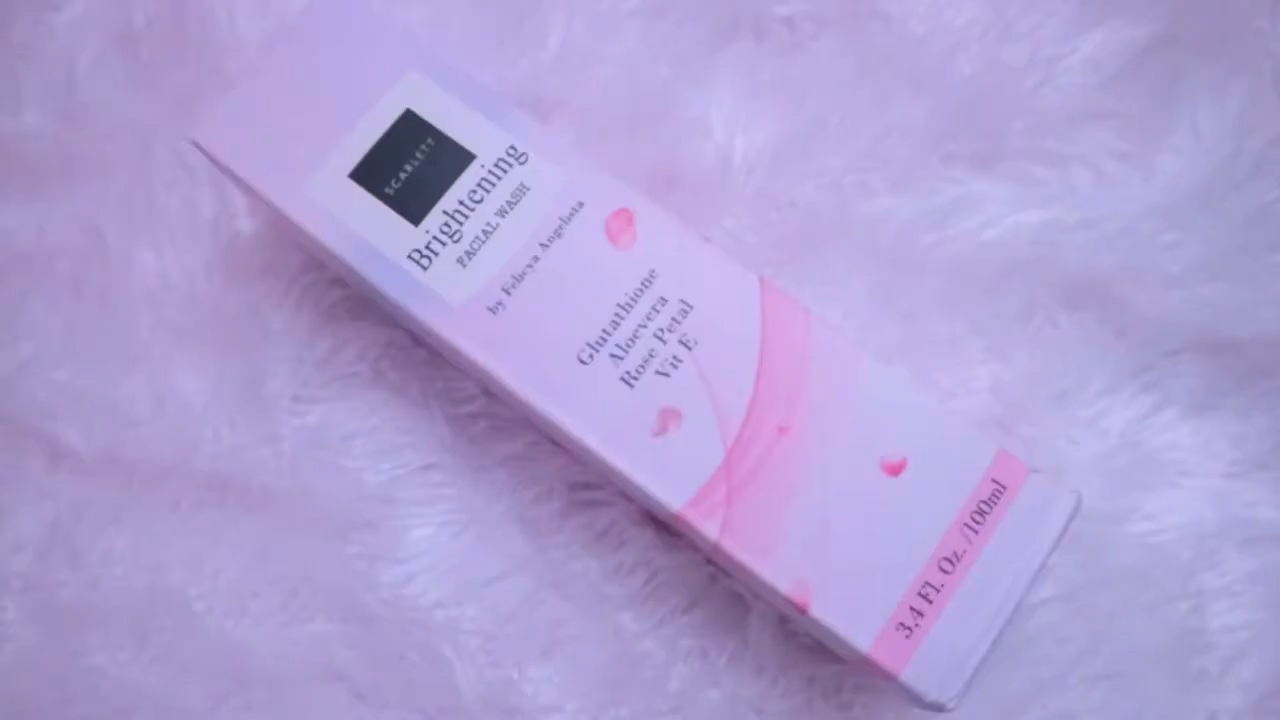 SCARLETT
Brightening
FACIAL WASH
by Felicya Angelista
Glutathione
Aloevera
Rose Petal
Vit E
3,4 Fl. Oz. /100ml